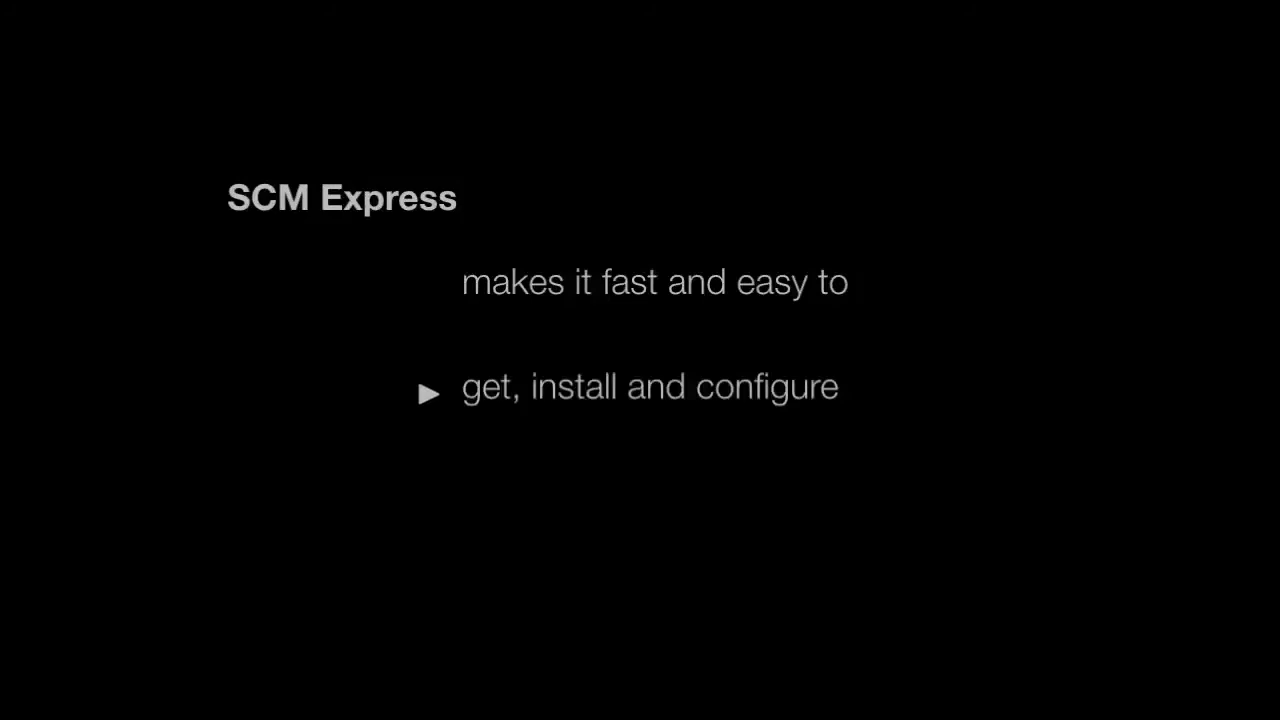 SCM Express
makes it fast and easy to
▶ get, install and configure